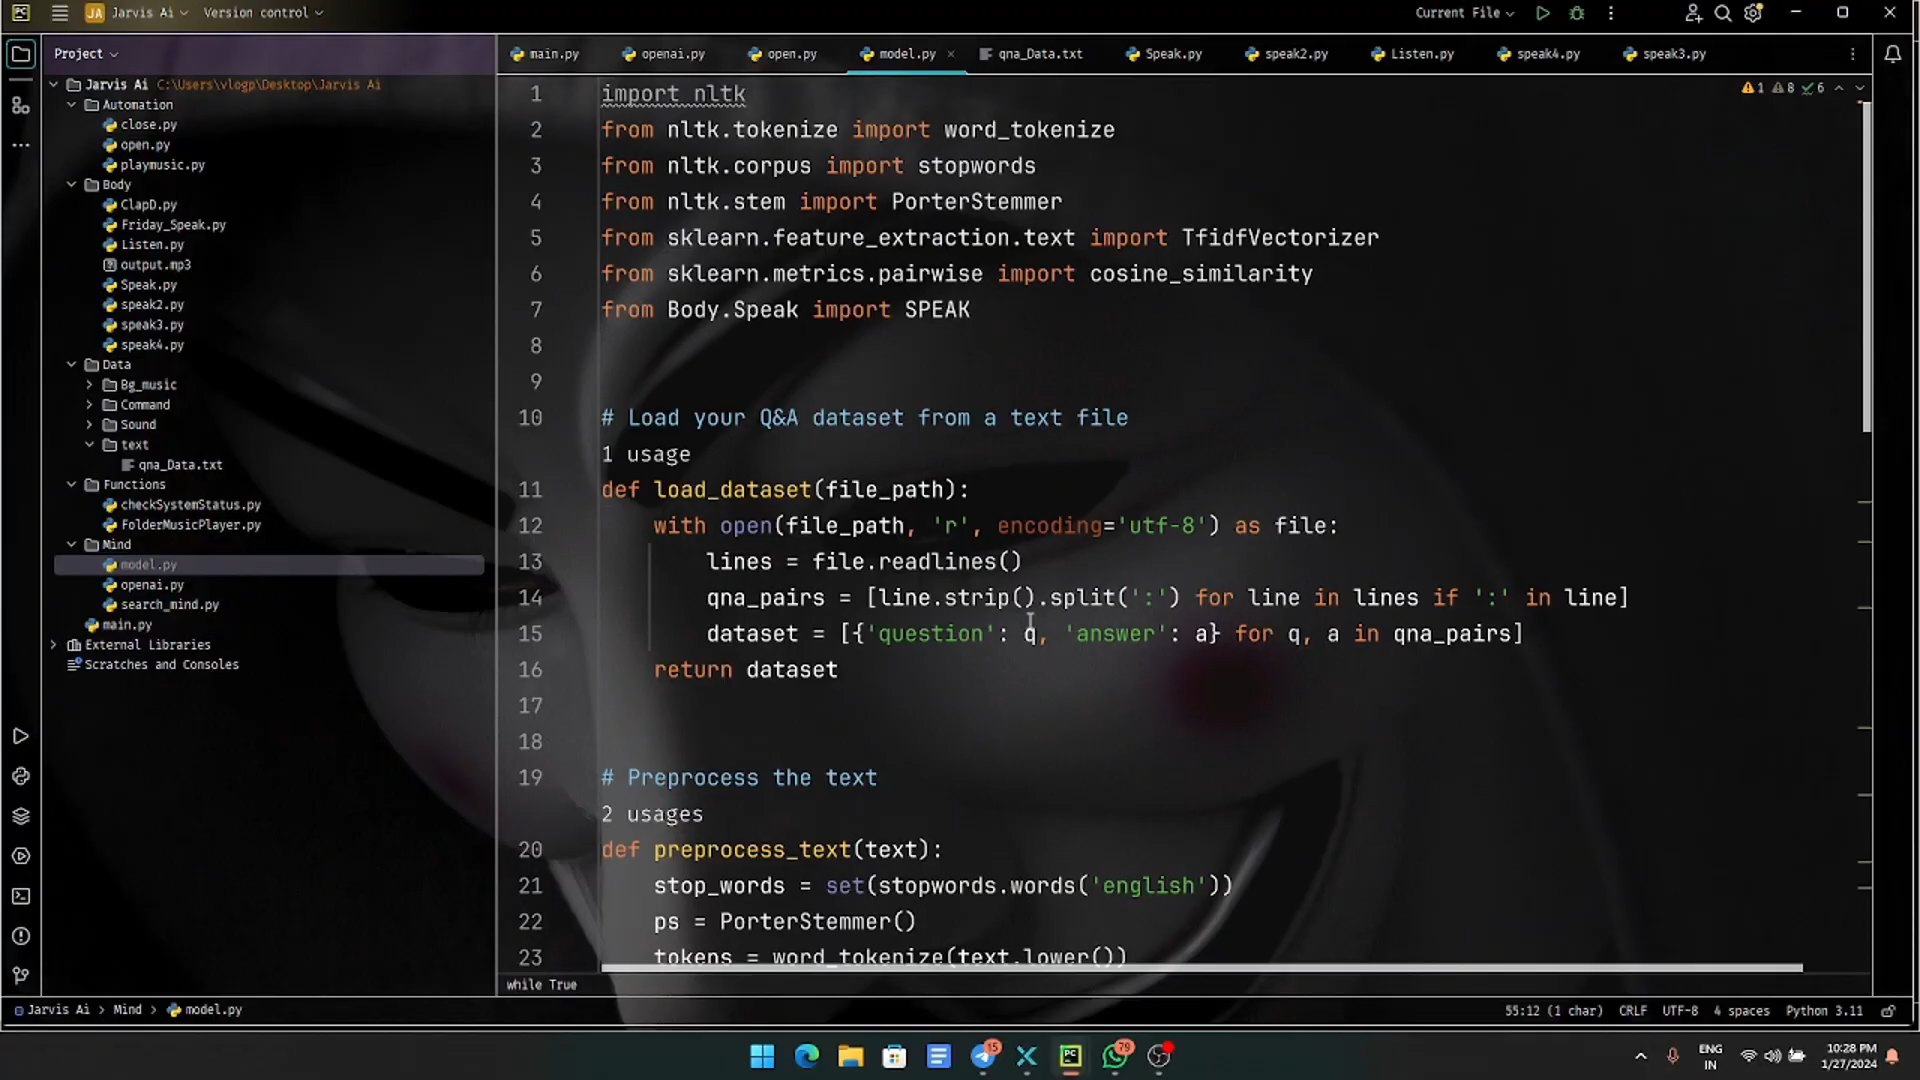 PC JA Jarvis Ai Version control Current File
Project
Jarvis Ai C:\Users\vlogp\Desktop\Jarvis Ai
Automation
close.py
open.py
playmusic.py
Body
ClapD.py
Friday_Speak.py
Listen.py
output.mp3
Speak.py
speak2.py
speak3.py
speak4.py
Data
Bg_music
Command
Sound
text
qna_Data.txt
Functions
checkSystemStatus.py
FolderMusicPlayer.py
Mind
model.py
openai.py
search_mind.py
main.py
External Libraries
Scratches and Consoles
main.py openai.py open.py model.py qna_Data.txt Speak.py speak2.py Listen.py speak4.py speak3.py
1 8 6
1 import nltk
2 from nltk.tokenize import word_tokenize
3 from nltk.corpus import stopwords
4 from nltk.stem import PorterStemmer
5 from sklearn.feature_extraction.text import TfidfVectorizer
6 from sklearn.metrics.pairwise import cosine_similarity
7 from Body.Speak import SPEAK
8
9
10 # Load your Q&A dataset from a text file
1 usage
11 def load_dataset(file_path):
12 with open(file_path, 'r', encoding='utf-8') as file:
13 lines = file.readlines()
14 qna_pairs = [line.strip().split(':') for line in lines if ':' in line]
15 dataset = [{'question': q, 'answer': a} for q, a in qna_pairs]
16 return dataset
17
18
19 # Preprocess the text
2 usages
20 def preprocess_text(text):
21 stop_words = set(stopwords.words('english'))
22 ps = PorterStemmer()
23 tokens = word_tokenize(text.lower())
while True
Jarvis Ai > Mind > model.py
55:12 (1 char) CRLF UTF-8 4 spaces Python 3.11
15 PC 79
ENG
IN
10:28 PM
1/27/2024